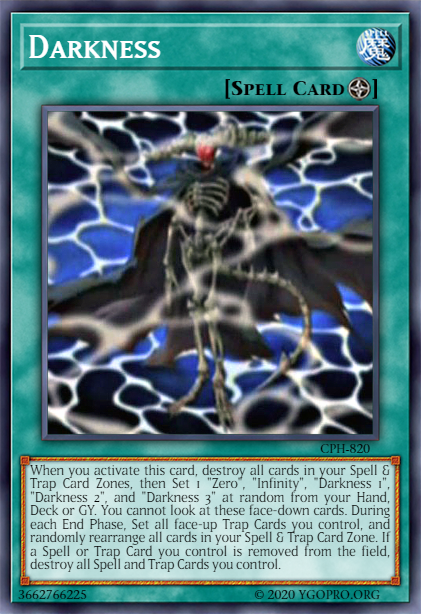 Darkness
魔
[Spell Card]
CPH-820
When you activate this card, destroy all cards in your Spell &
Trap Card Zones, then Set 1 "Zero", "Infinity", "Darkness 1",
"Darkness 2", and "Darkness 3" at random from your Hand,
Deck or GY. You cannot look at these face-down cards. During
each End Phase, Set all face-up Trap Cards you control, and
randomly rearrange all cards in your Spell & Trap Card Zone. If
a Spell or Trap Card you control is removed from the field,
destroy all Spell and Trap Cards you control.
3662766225
© 2020 YGOPRO.ORG